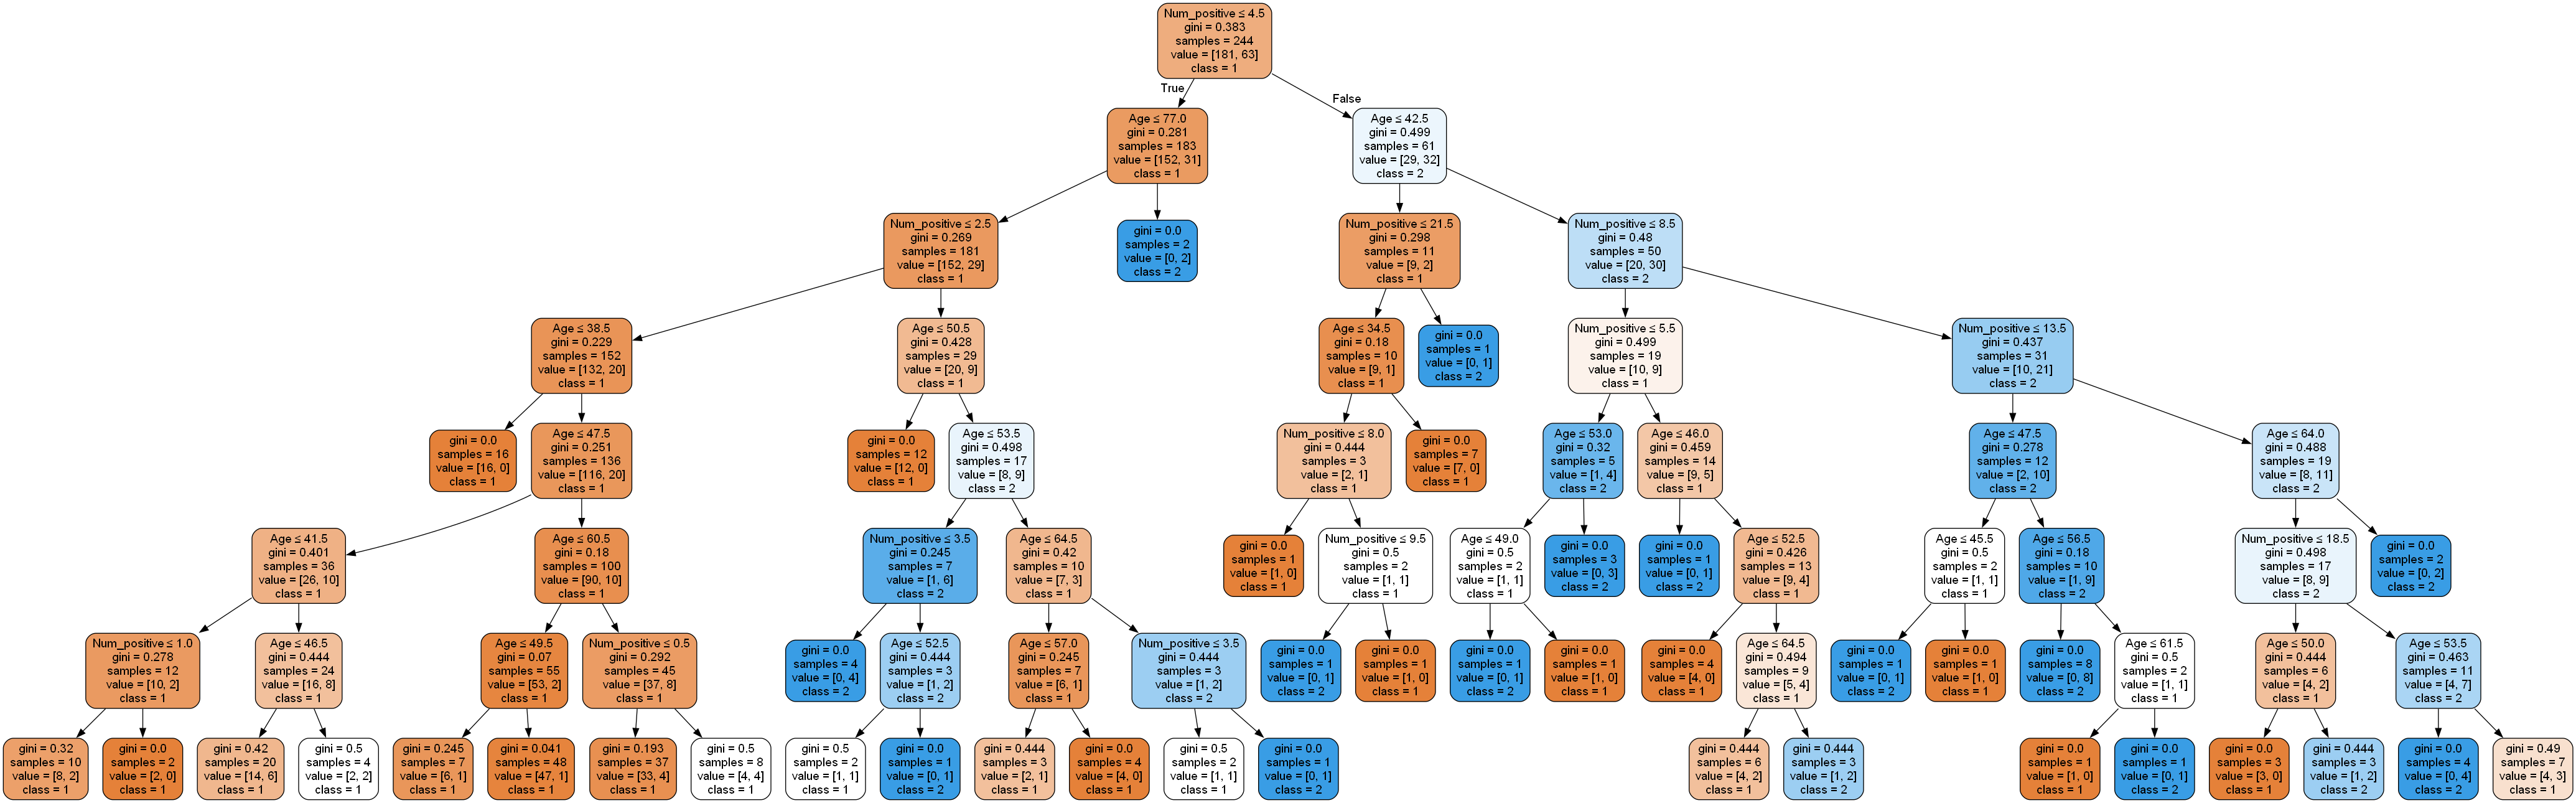 Num_positive ≤ 4.5
gini = 0.383
samples = 244
value = [181, 63]
class = 1
True
False
Age ≤ 77.0
gini = 0.281
samples = 183
value = [152, 31]
class = 1
Age ≤ 42.5
gini = 0.499
samples = 61
value = [29, 32]
class = 2
Num_positive ≤ 2.5
gini = 0.269
samples = 181
value = [152, 29]
class = 1
gini = 0.0
samples = 2
value = [0, 2]
class = 2
Num_positive ≤ 21.5
gini = 0.298
samples = 11
value = [9, 2]
class = 1
Num_positive ≤ 8.5
gini = 0.48
samples = 50
value = [20, 30]
class = 2
Age ≤ 38.5
gini = 0.229
samples = 152
value = [132, 20]
class = 1
Age ≤ 50.5
gini = 0.428
samples = 29
value = [20, 9]
class = 1
Age ≤ 34.5
gini = 0.18
samples = 10
value = [9, 1]
class = 1
gini = 0.0
samples = 1
value = [0, 1]
class = 2
Num_positive ≤ 5.5
gini = 0.499
samples = 19
value = [10, 9]
class = 1
Num_positive ≤ 13.5
gini = 0.437
samples = 31
value = [10, 21]
class = 2
gini = 0.0
samples = 16
value = [16, 0]
class = 1
Age ≤ 47.5
gini = 0.251
samples = 136
value = [116, 20]
class = 1
gini = 0.0
samples = 12
value = [12, 0]
class = 1
Age ≤ 53.5
gini = 0.498
samples = 17
value = [8, 9]
class = 2
Num_positive ≤ 8.0
gini = 0.444
samples = 3
value = [2, 1]
class = 1
gini = 0.0
samples = 7
value = [7, 0]
class = 1
Age ≤ 53.0
gini = 0.32
samples = 5
value = [1, 4]
class = 2
Age ≤ 46.0
gini = 0.459
samples = 14
value = [9, 5]
class = 1
Age ≤ 47.5
gini = 0.278
samples = 12
value = [2, 10]
class = 2
Age ≤ 64.0
gini = 0.488
samples = 19
value = [8, 11]
class = 2
Age ≤ 41.5
gini = 0.401
samples = 36
value = [26, 10]
class = 1
Age ≤ 60.5
gini = 0.18
samples = 100
value = [90, 10]
class = 1
Num_positive ≤ 3.5
gini = 0.245
samples = 7
value = [1, 6]
class = 2
Age ≤ 64.5
gini = 0.42
samples = 10
value = [7, 3]
class = 1
gini = 0.0
samples = 1
value = [1, 0]
class = 1
Num_positive ≤ 9.5
gini = 0.5
samples = 2
value = [1, 1]
class = 1
Age ≤ 49.0
gini = 0.5
samples = 2
value = [1, 1]
class = 1
gini = 0.0
samples = 3
value = [0, 3]
class = 2
gini = 0.0
samples = 1
value = [0, 1]
class = 2
Age ≤ 52.5
gini = 0.426
samples = 13
value = [9, 4]
class = 1
Age ≤ 45.5
gini = 0.5
samples = 2
value = [1, 1]
class = 1
Age ≤ 56.5
gini = 0.18
samples = 10
value = [1, 9]
class = 2
Num_positive ≤ 18.5
gini = 0.498
samples = 17
value = [8, 9]
class = 2
gini = 0.0
samples = 2
value = [0, 2]
class = 2
Num_positive ≤ 1.0
gini = 0.278
samples = 12
value = [10, 2]
class = 1
Age ≤ 46.5
gini = 0.444
samples = 24
value = [16, 8]
class = 1
Age ≤ 49.5
gini = 0.07
samples = 55
value = [53, 2]
class = 1
Num_positive ≤ 0.5
gini = 0.292
samples = 45
value = [37, 8]
class = 1
gini = 0.0
samples = 4
value = [0, 4]
class = 2
Age ≤ 52.5
gini = 0.444
samples = 3
value = [1, 2]
class = 2
Age ≤ 57.0
gini = 0.245
samples = 7
value = [6, 1]
class = 1
Num_positive ≤ 3.5
gini = 0.444
samples = 3
value = [1, 2]
class = 2
gini = 0.0
samples = 1
value = [0, 1]
class = 2
gini = 0.0
samples = 1
value = [1, 0]
class = 1
gini = 0.0
samples = 1
value = [0, 1]
class = 2
gini = 0.0
samples = 1
value = [1, 0]
class = 1
gini = 0.0
samples = 4
value = [4, 0]
class = 1
Age ≤ 64.5
gini = 0.494
samples = 9
value = [5, 4]
class = 1
gini = 0.0
samples = 1
value = [0, 1]
class = 2
gini = 0.0
samples = 1
value = [1, 0]
class = 1
gini = 0.0
samples = 8
value = [0, 8]
class = 2
Age ≤ 61.5
gini = 0.5
samples = 2
value = [1, 1]
class = 1
Age ≤ 50.0
gini = 0.444
samples = 6
value = [4, 2]
class = 1
Age ≤ 53.5
gini = 0.463
samples = 11
value = [4, 7]
class = 2
gini = 0.32
samples = 10
value = [8, 2]
class = 1
gini = 0.0
samples = 2
value = [2, 0]
class = 1
gini = 0.42
samples = 20
value = [14, 6]
class = 1
gini = 0.5
samples = 4
value = [2, 2]
class = 1
gini = 0.245
samples = 7
value = [6, 1]
class = 1
gini = 0.041
samples = 48
value = [47, 1]
class = 1
gini = 0.193
samples = 37
value = [33, 4]
class = 1
gini = 0.5
samples = 8
value = [4, 4]
class = 1
gini = 0.5
samples = 2
value = [1, 1]
class = 1
gini = 0.0
samples = 1
value = [0, 1]
class = 2
gini = 0.444
samples = 3
value = [2, 1]
class = 1
gini = 0.0
samples = 4
value = [4, 0]
class = 1
gini = 0.5
samples = 2
value = [1, 1]
class = 1
gini = 0.0
samples = 1
value = [0, 1]
class = 2
gini = 0.444
samples = 6
value = [4, 2]
class = 1
gini = 0.444
samples = 3
value = [1, 2]
class = 2
gini = 0.0
samples = 1
value = [1, 0]
class = 1
gini = 0.0
samples = 1
value = [0, 1]
class = 2
gini = 0.0
samples = 3
value = [3, 0]
class = 1
gini = 0.444
samples = 3
value = [1, 2]
class = 2
gini = 0.0
samples = 4
value = [0, 4]
class = 2
gini = 0.49
samples = 7
value = [4, 3]
class = 1